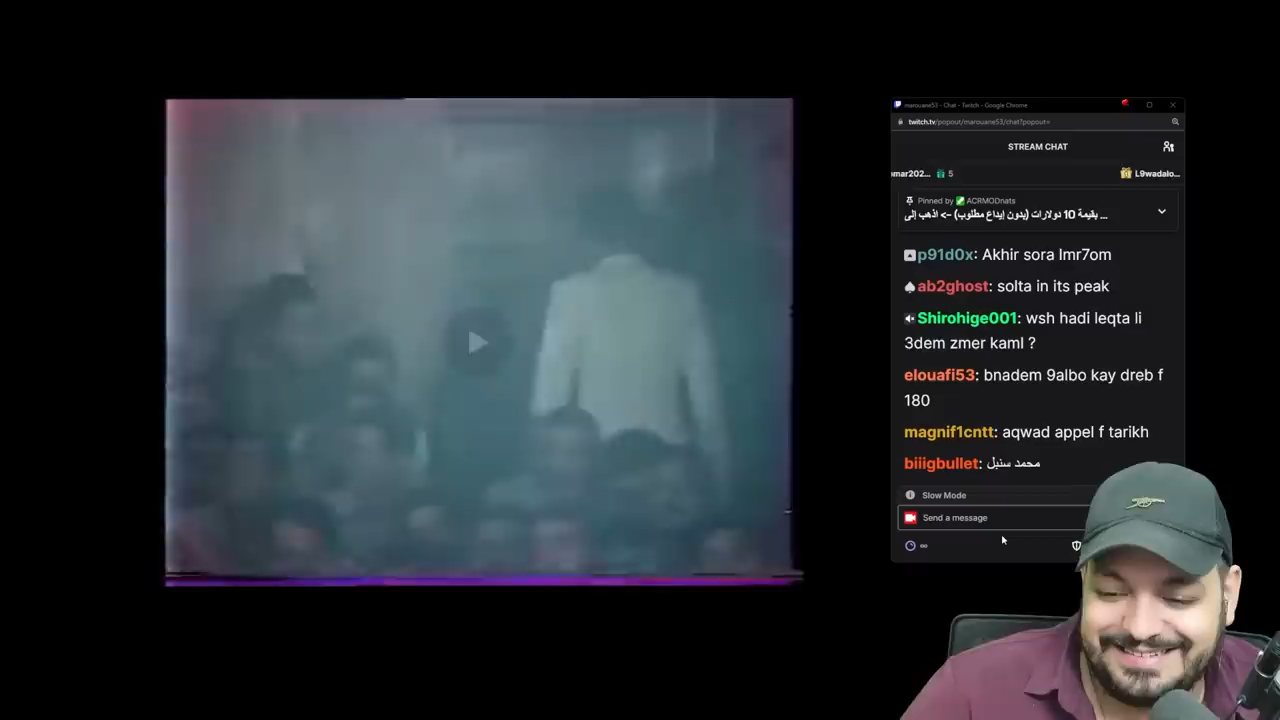 marouane53 - Chat - Twitch - Google Chrome
twitch.tv/popout/marouane53/chat?popout=
STREAM CHAT
mar202... 5
L9wadalo...
Pinned by ACRMODnats
... بقيمة 10 دولارات (بدون إيداع مطلوب) -> اذهب إلى
p91d0x: Akhir sora lmr7om
ab2ghost: solta in its peak
Shirohige001: wsh hadi leqta li
3dem zmer kaml ?
elouafi53: bnadem 9albo kay dreb f
180
magnif1cntt: aqwad appel f tarikh
biiigbullet: محمد سنبل
Slow Mode
Send a message